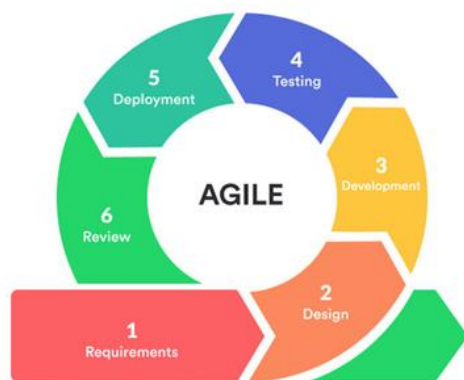 AGILE
1
Requirements
2
Design
3
Development
4
Testing
5
Deployment
6
Review